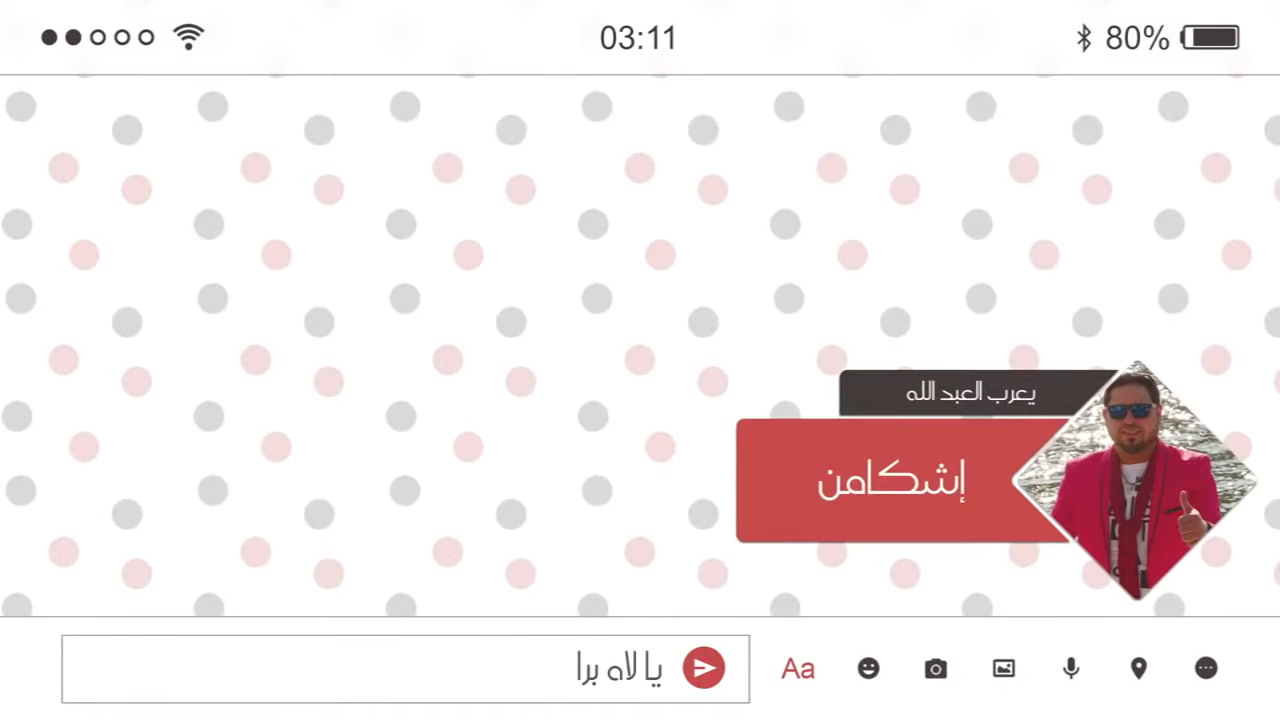 03:11
80%
يعرب العبد الله
إشكامن
يا لاه برا
Aa